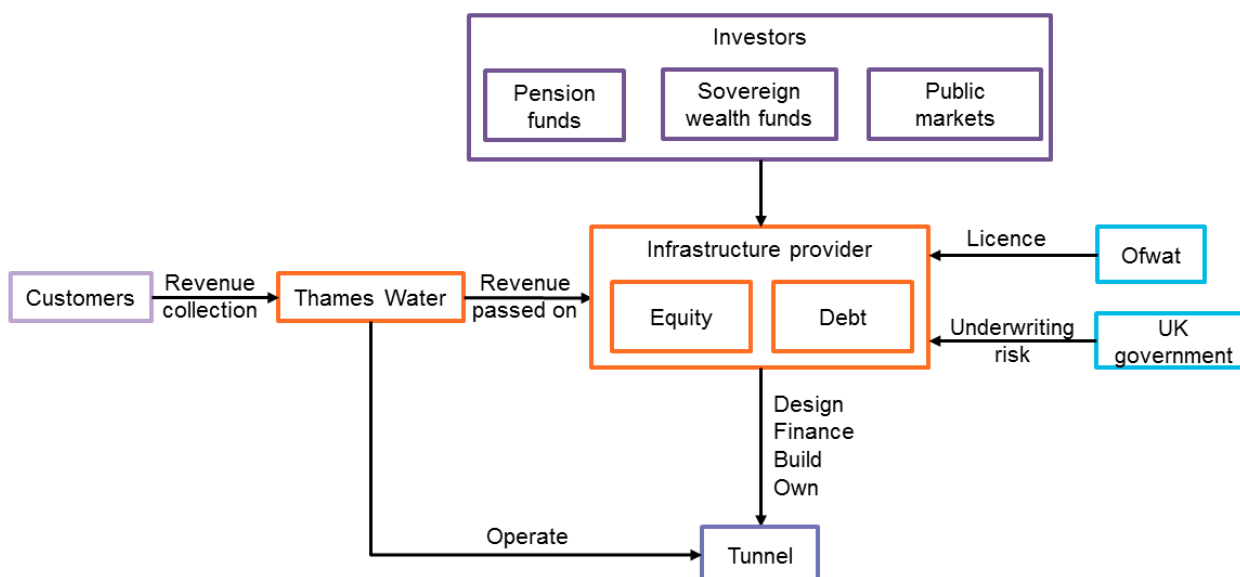 Investors
Pension
funds
Sovereign
wealth funds
Public
markets
Infrastructure provider
Equity
Debt
Licence
Ofwat
Underwriting
risk
UK
government
Customers
Revenue
collection
Thames Water
Revenue
passed on
Design
Finance
Build
Own
Operate
Tunnel